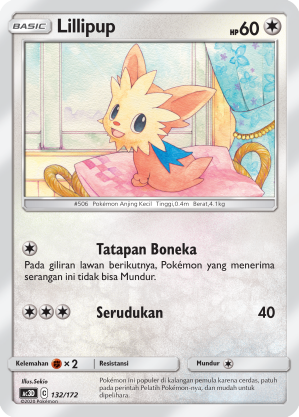 BASIC Lillipup HP60
#506 Pokémon Anjing Kecil Tinggi,0.4m Berat,4.1kg
Tatapan Boneka
Pada giliran lawan berikutnya, Pokémon yang menerima
serangan ini tidak bisa Mundur.
Serudukan 40
Kelemahan ×2 Resistansi Mundur
Illus.Sekio
C 132/172
©2020 Pokémon
Pokémon ini populer di kalangan pemula karena cerdas, patuh
pada perintah Pelatih Pokémon-nya, dan mudah untuk
dipelihara.